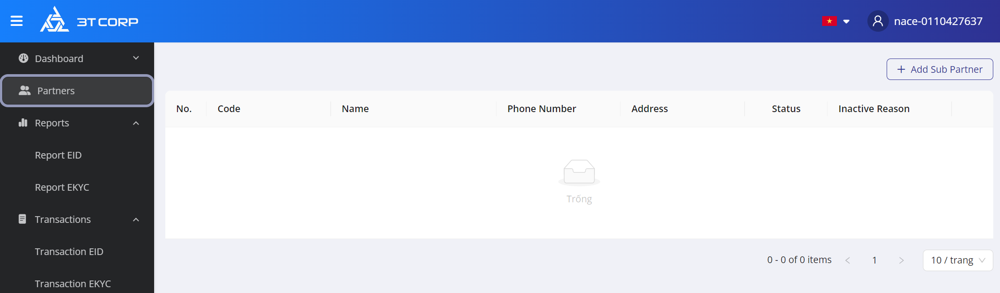 3T CORP
nace-0110427637
Dashboard
Partners
Reports
Report EID
Report EKYC
Transactions
Transaction EID
Transaction EKYC
+ Add Sub Partner
No. Code Name Phone Number Address Status Inactive Reason
Trống
0 - 0 of 0 items < 1 > 10 / trang